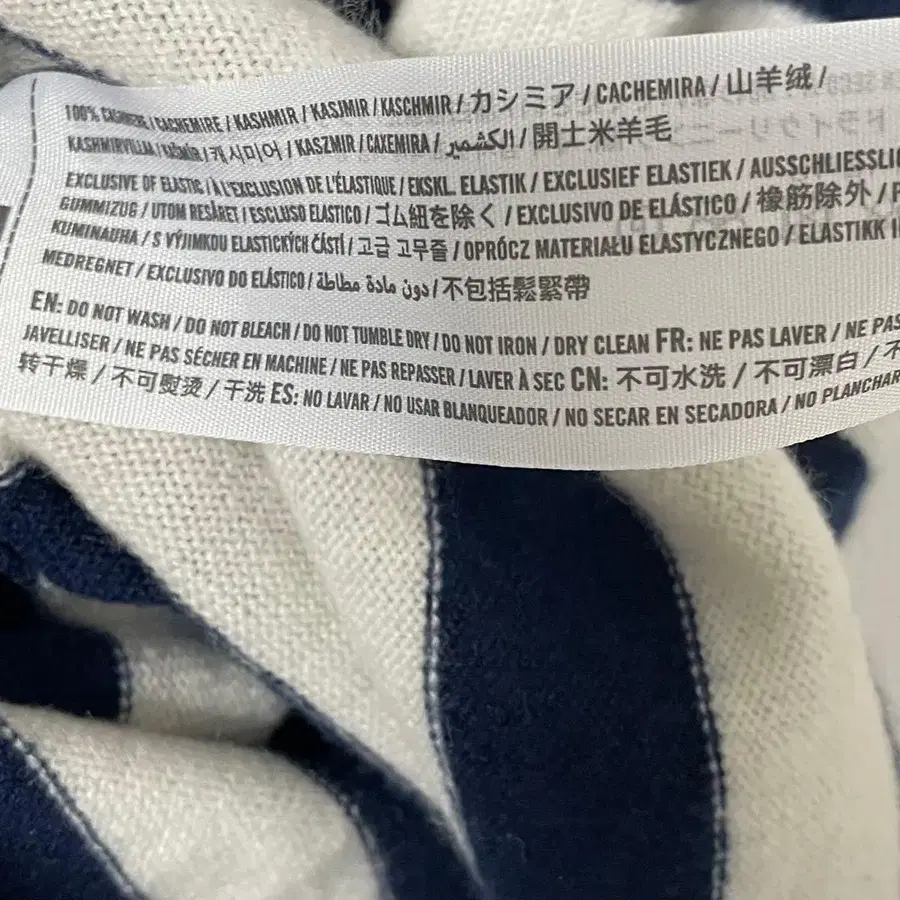 100% CASHMERE / CACHEMIRE / KASHMIR / KASJMIR / KASCHMIR / カシミア / CACHEMIRA / 山羊绒 /
KASHMIRVILLAA / KAŠMÍR / 캐시미어 / KASZMIR / CAXEMIRA / الكشمير / 開士米羊毛
EXCLUSIVE OF ELASTIC / À L'EXCLUSION DE L'ÉLASTIQUE / EKSKL. ELASTIK / EXCLUSIEF ELASTIEK / AUSSCHLIESSLI
GUMMIZUG / UTOM RESÅRET / ESCLUSO ELASTICO / ゴム紐を除く / EXCLUSIVO DE ELÁSTICO / 橡筋除外 /
KUMINAUHA / S VÝJIMKOU ELASTICKÝCH ČÁSTÍ / 고급 고무줄 / OPRÓCZ MATERIAŁU ELASTYCZNEGO / ELASTIKK I
MEDREGNET / EXCLUSIVO DO ELÁSTICO / دون مادة مطاطة / 不包括鬆緊帶
EN: DO NOT WASH / DO NOT BLEACH / DO NOT TUMBLE DRY / DO NOT IRON / DRY CLEAN FR: NE PAS LAVER / NE PAS
JAVELLISER / NE PAS SÉCHER EN MACHINE / NE PAS REPASSER / LAVER À SEC CN: 不可水洗 / 不可漂白 / 不
转干燥 / 不可熨烫 / 干洗 ES: NO LAVAR / NO USAR BLANQUEADOR / NO SECAR EN SECADORA / NO PLANCHAR